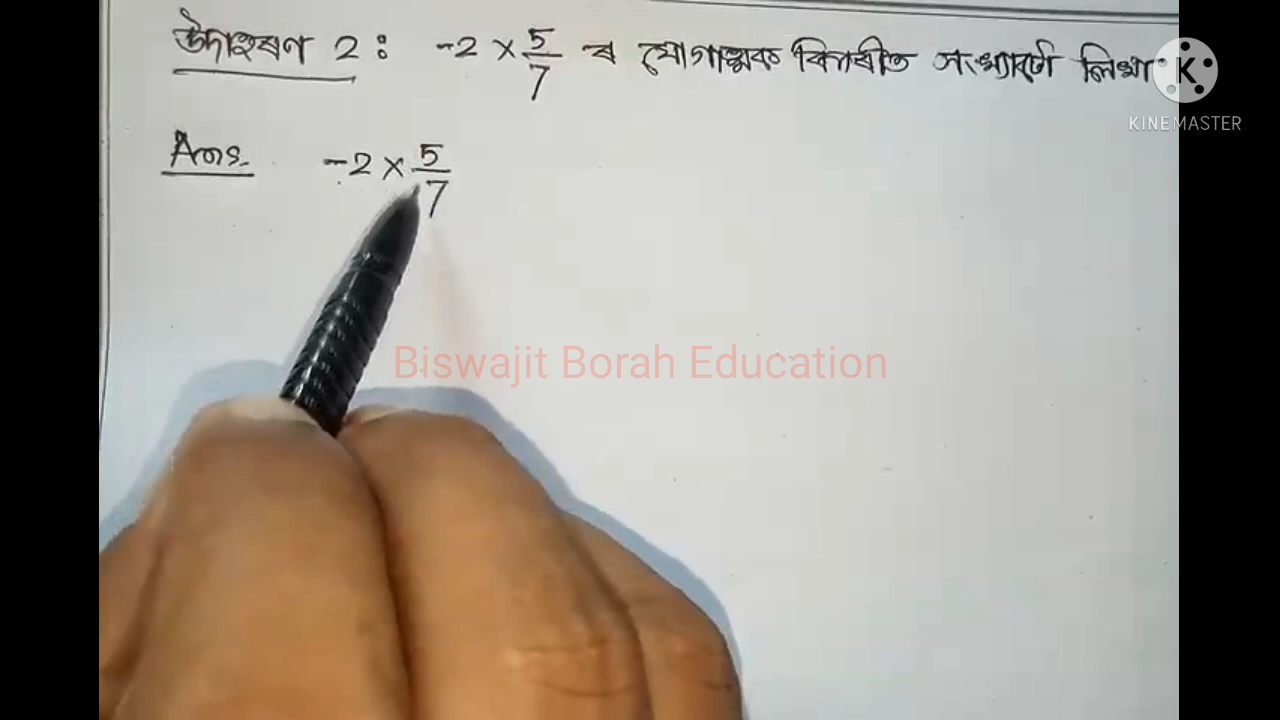 উদাহৰণ 2 : -2 × 5/7 ৰ যোগাত্মক বিপৰীত সংখ্যাটো লিখা
K
KINEMASTER
Ans. -2 × 5/7
Biswajit Borah Education